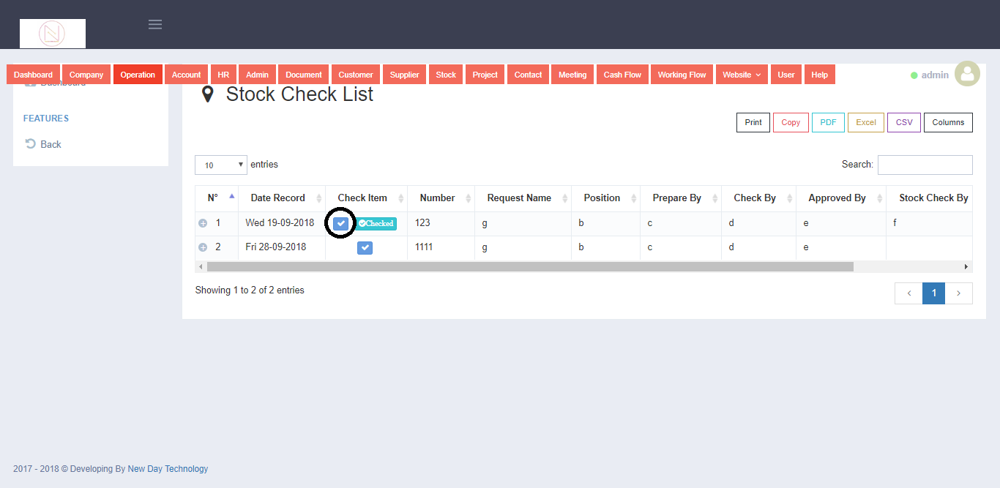 Dashboard Company Operation Account HR Admin Document Customer Supplier Stock Project Contact Meeting Cash Flow Working Flow Website User Help
admin
Dashboard
FEATURES
Back
Stock Check List
Print Copy PDF Excel CSV Columns
10 entries
Search:
N° Date Record Check Item Number Request Name Position Prepare By Check By Approved By Stock Check By
1 Wed 19-09-2018 Checked 123 g b c d e f
2 Fri 28-09-2018 1111 g b c d e
Showing 1 to 2 of 2 entries
‹ 1 ›
2017 - 2018 © Developing By New Day Technology